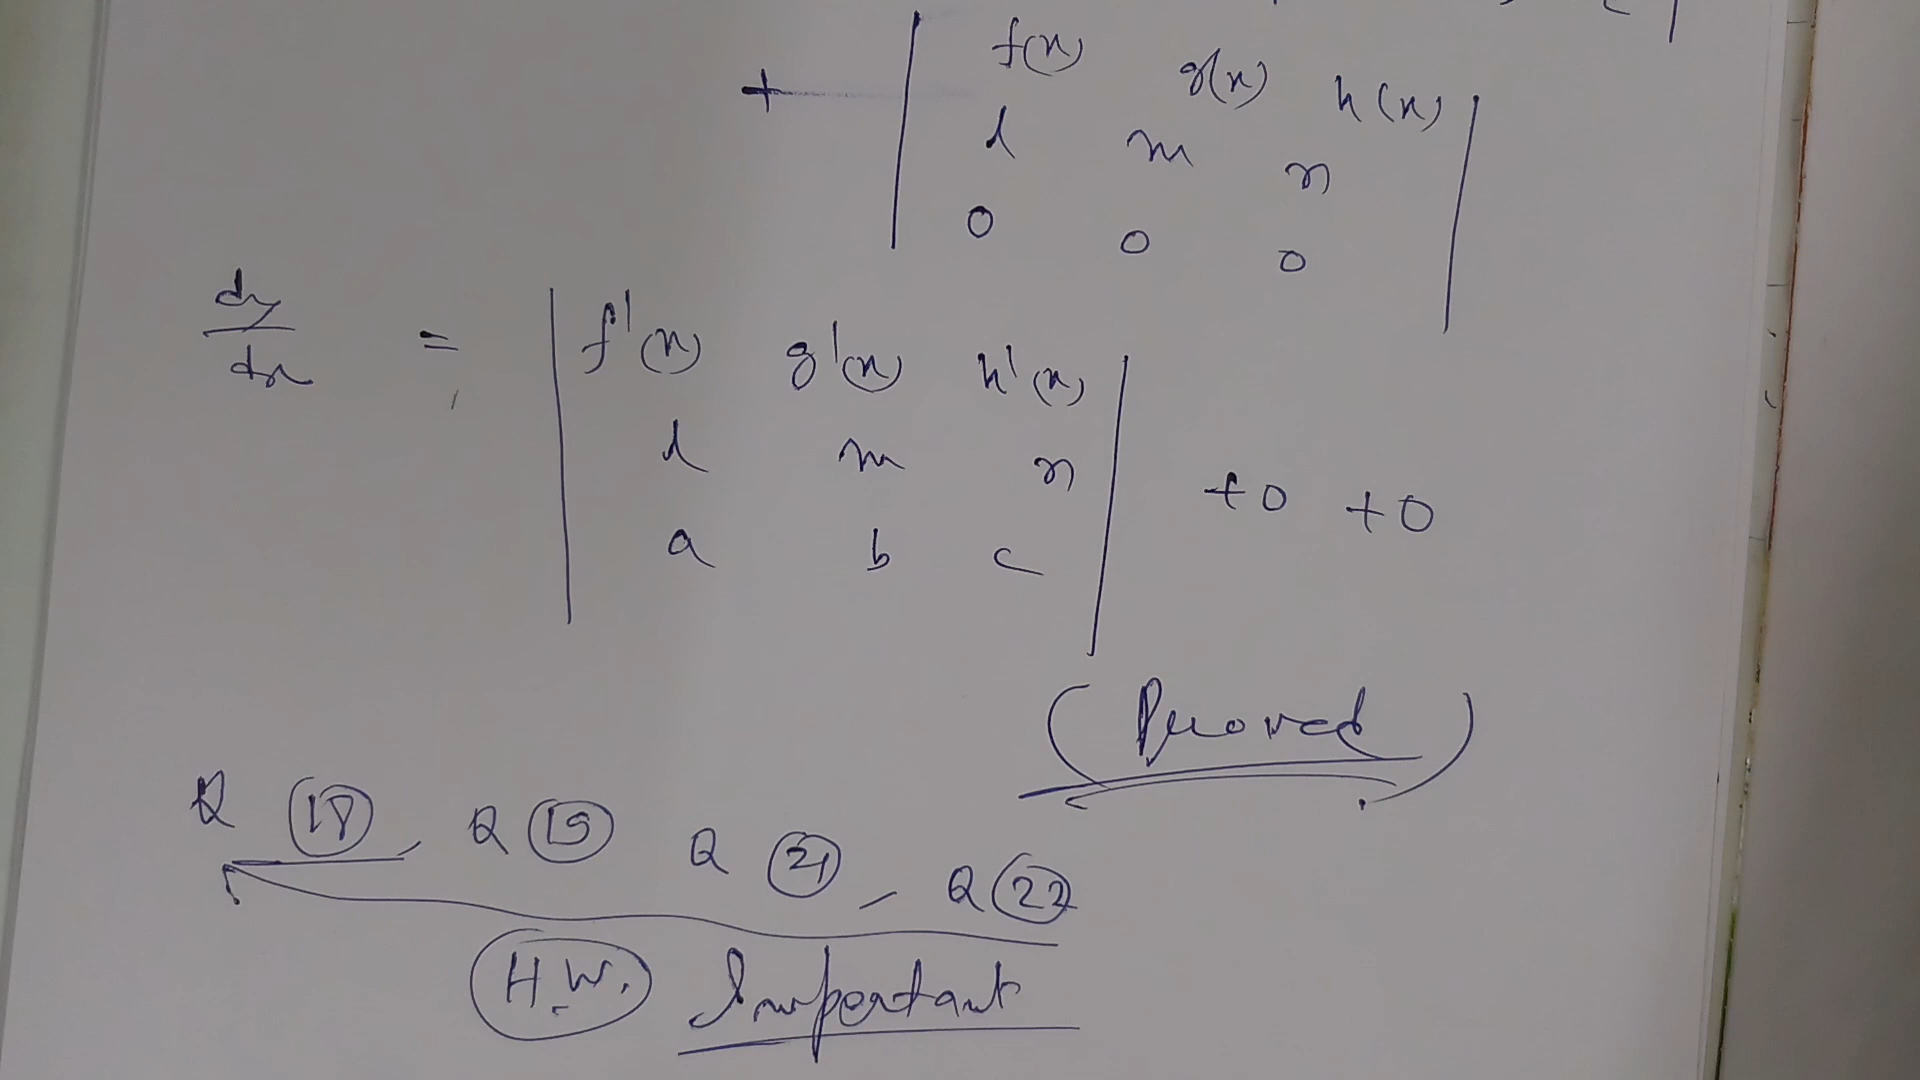 + | f(x) g(x) h(x) |
l m n
0 0 0
dy/dx = | f'(x) g'(x) h'(x) |
l m n + 0 + 0
a b c
(Proved)
Q 18, Q 19 Q 21, Q 22
H.W. Important